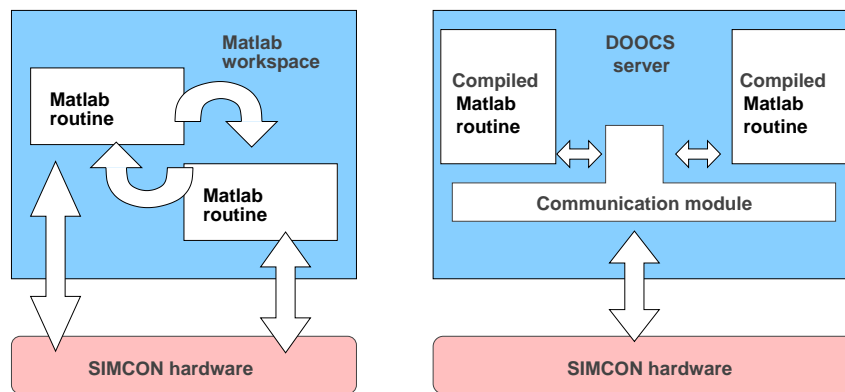 Matlab
workspace
Matlab
routine
Matlab
routine
SIMCON hardware
DOOCS
server
Compiled
Matlab
routine
Compiled
Matlab
routine
Communication module
SIMCON hardware